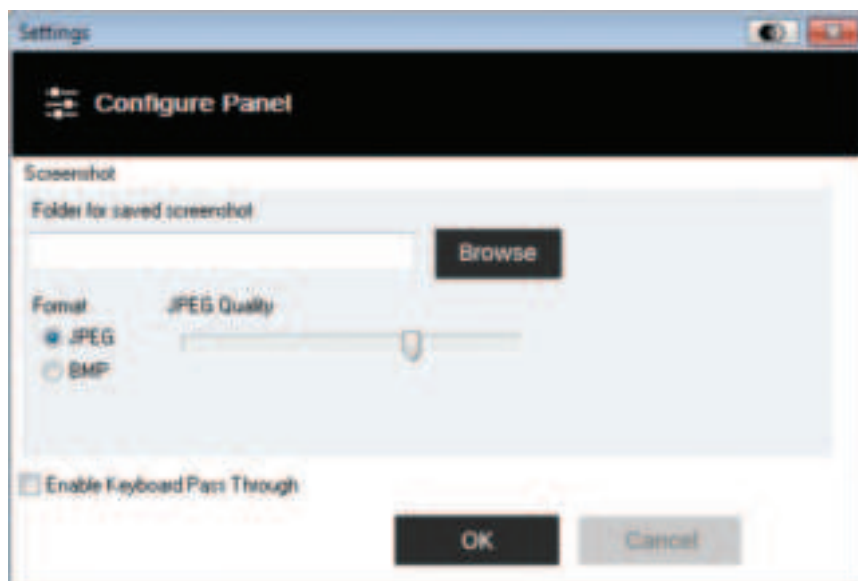 Settings
Configure Panel
Screenshot
Folder for saved screenshot
Browse
Format JPEG Quality
JPEG
BMP
Enable Keyboard Pass Through
OK Cancel